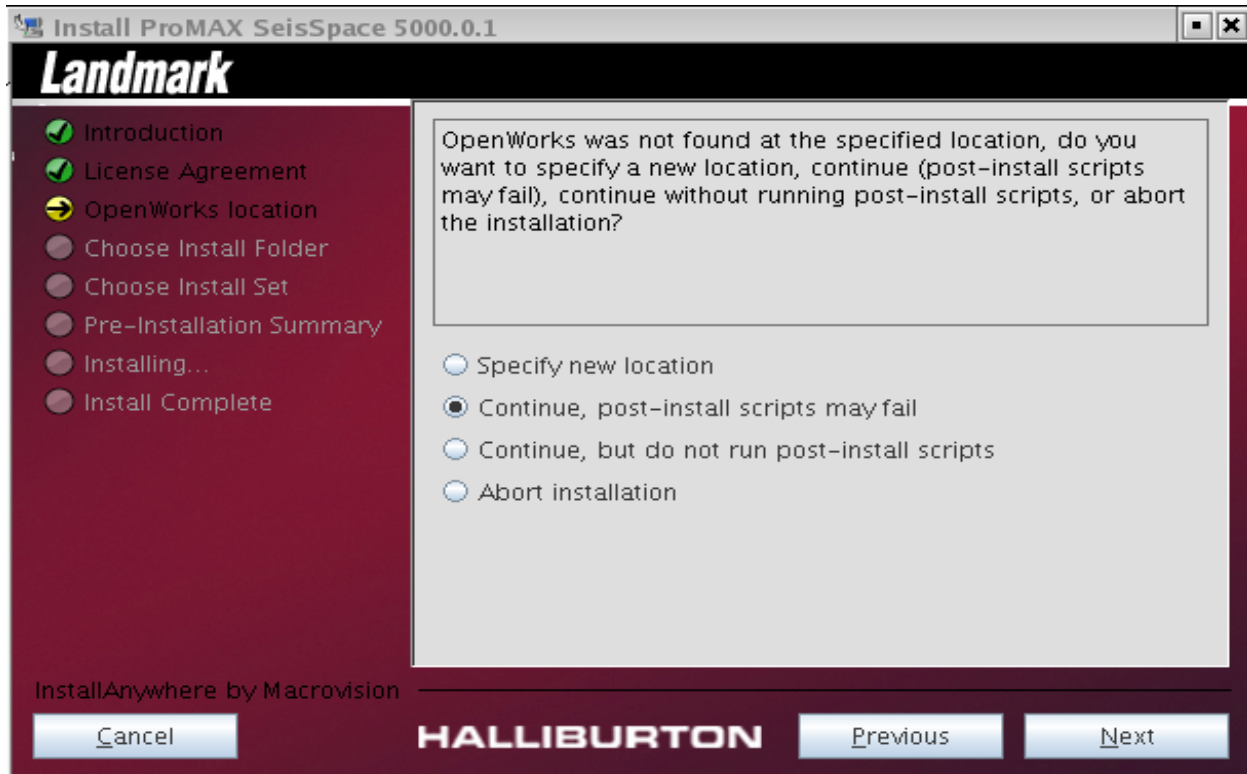 Install ProMAX SeisSpace 5000.0.1
Landmark
Introduction
License Agreement
OpenWorks location
Choose Install Folder
Choose Install Set
Pre-Installation Summary
Installing...
Install Complete
OpenWorks was not found at the specified location, do you
want to specify a new location, continue (post-install scripts
may fail), continue without running post-install scripts, or abort
the installation?
Specify new location
Continue, post-install scripts may fail
Continue, but do not run post-install scripts
Abort installation
InstallAnywhere by Macrovision
Cancel
HALLIBURTON
Previous
Next